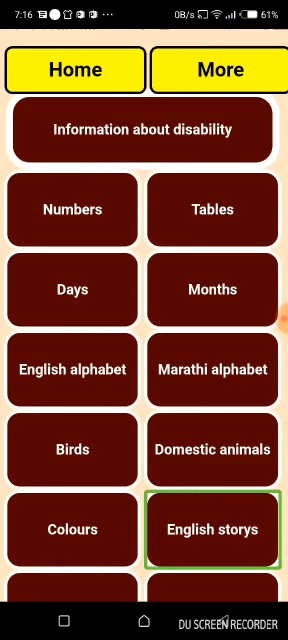 7:16
0B/s 61%
Home More
Information about disability
Numbers Tables
Days Months
English alphabet Marathi alphabet
Birds Domestic animals
Colours English storys
DU SCREEN RECORDER